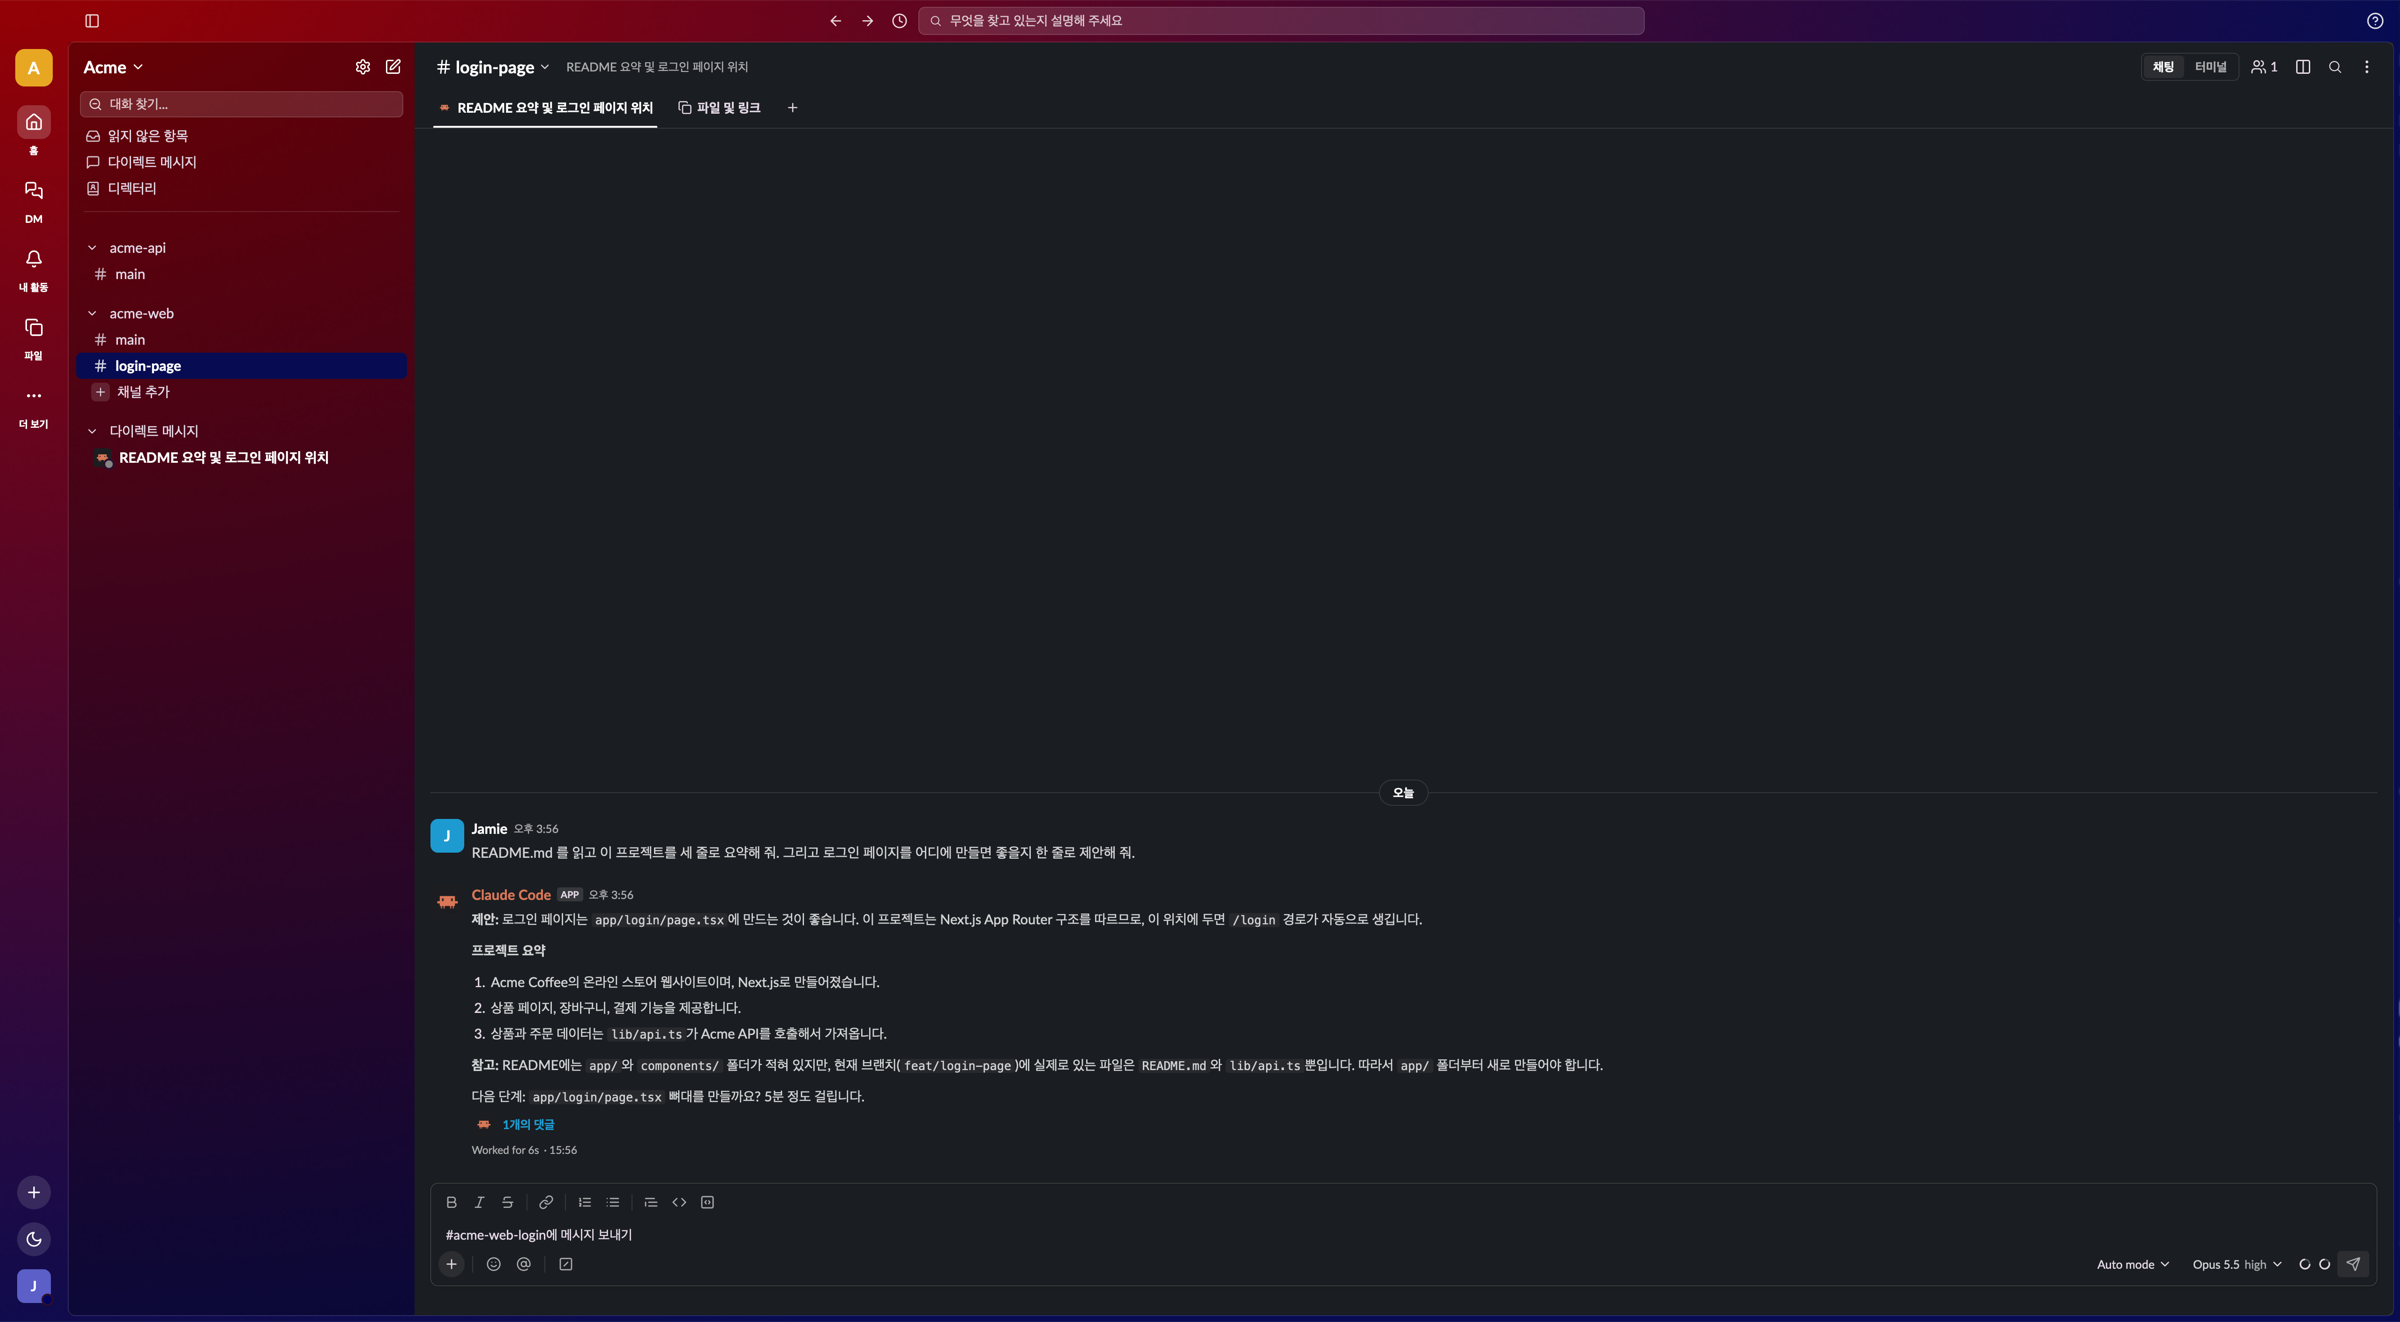 무엇을 찾고 있는지 설명해 주세요
A
홈
DM
내 활동
파일
더 보기
J
Acme
대화 찾기...
읽지 않은 항목
다이렉트 메시지
디렉터리
acme-api
# main
acme-web
# main
# login-page
+ 채널 추가
다이렉트 메시지
README 요약 및 로그인 페이지 위치
# login-page README 요약 및 로그인 페이지 위치
채팅 터미널 1
README 요약 및 로그인 페이지 위치 파일 및 링크 +
오늘
J
Jamie 오후 3:56
README.md 를 읽고 이 프로젝트를 세 줄로 요약해 줘. 그리고 로그인 페이지를 어디에 만들면 좋을지 한 줄로 제안해 줘.
Claude Code APP 오후 3:56
제안: 로그인 페이지는 app/login/page.tsx 에 만드는 것이 좋습니다. 이 프로젝트는 Next.js App Router 구조를 따르므로, 이 위치에 두면 /login 경로가 자동으로 생깁니다.
프로젝트 요약
1. Acme Coffee의 온라인 스토어 웹사이트이며, Next.js로 만들어졌습니다.
2. 상품 페이지, 장바구니, 결제 기능을 제공합니다.
3. 상품과 주문 데이터는 lib/api.ts 가 Acme API를 호출해서 가져옵니다.
참고: README에는 app/ 와 components/ 폴더가 적혀 있지만, 현재 브랜치( feat/login-page )에 실제로 있는 파일은 README.md 와 lib/api.ts 뿐입니다. 따라서 app/ 폴더부터 새로 만들어야 합니다.
다음 단계: app/login/page.tsx 뼈대를 만들까요? 5분 정도 걸립니다.
1개의 댓글
Worked for 6s · 15:56
#acme-web-login에 메시지 보내기
Auto mode Opus 5.5 high